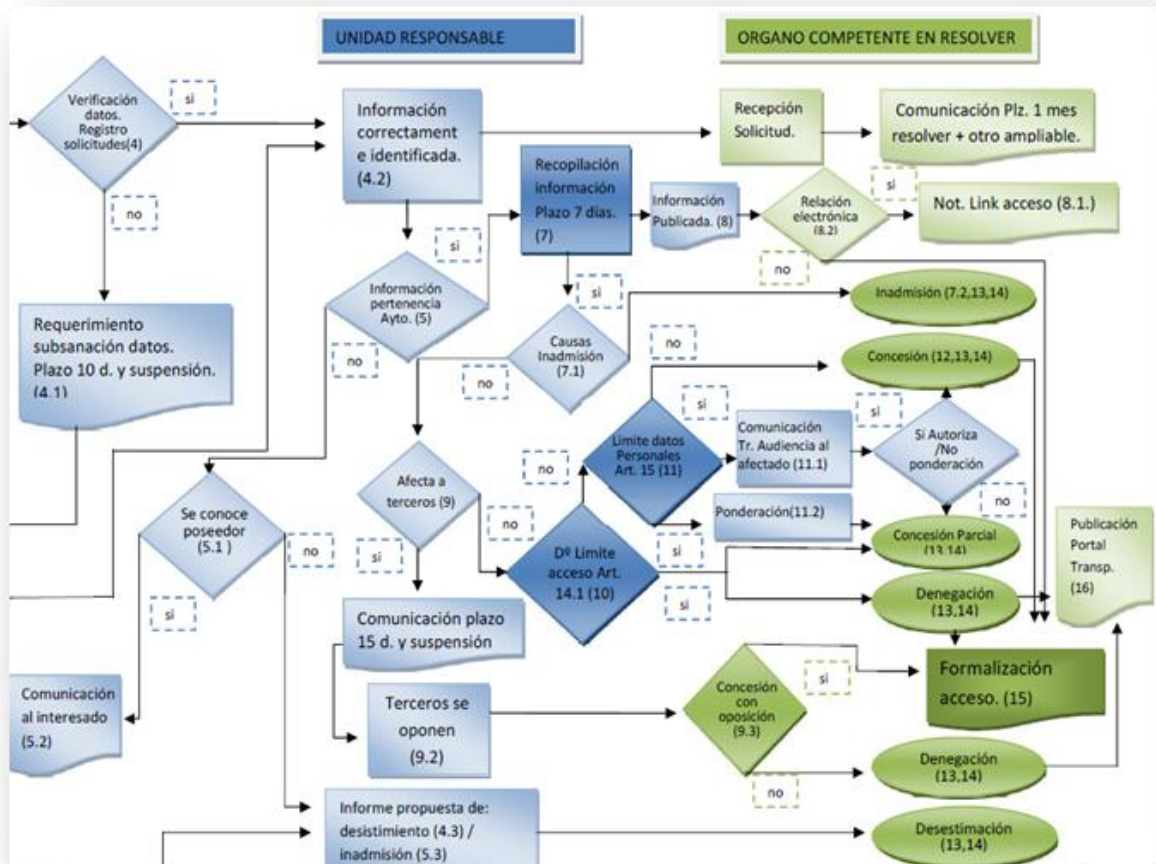 UNIDAD RESPONSABLE
ORGANO COMPETENTE EN RESOLVER
Verificación
datos.
Registro
solicitudes(4)
si
no
Información
correctament
e identificada.
(4.2)
Recepción
Solicitud.
Comunicación Plz. 1 mes
resolver + otro ampliable.
Recopilación
información
Plazo 7 días.
(7)
Información
Publicada. (8)
Relación
electrónica
(8.2)
si
no
Not. Link acceso (8.1.)
Requerimiento
subsanación datos.
Plazo 10 d. y suspensión.
(4.1)
Información
pertenencia
Ayto. (5)
si
no
Causas
Inadmisión
(7.1)
si
no
Inadmisión (7.2,13,14)
Concesión (12,13,14)
no
Limite datos
Personales
Art. 15 (11)
si
Comunicación
Tr. Audiencia al
afectado (11.1)
si
Si Autoriza
/No
ponderación
no
Ponderación(11.2)
Concesión Parcial
(13,14)
Afecta a
terceros (9)
no
si
no
Dº Limite
acceso Art.
14.1 (10)
si
si
Denegación
(13,14)
Publicación
Portal
Transp.
(16)
Se conoce
poseedor
(5.1 )
no
si
Comunicación plazo
15 d. y suspensión
Comunicación
al interesado
(5.2)
Terceros se
oponen
(9.2)
Concesión
con
oposición
(9.3)
si
no
Formalización
acceso. (15)
Denegación
(13,14)
Informe propuesta de:
desistimiento (4.3) /
inadmisión (5.3)
Desestimación
(13,14)